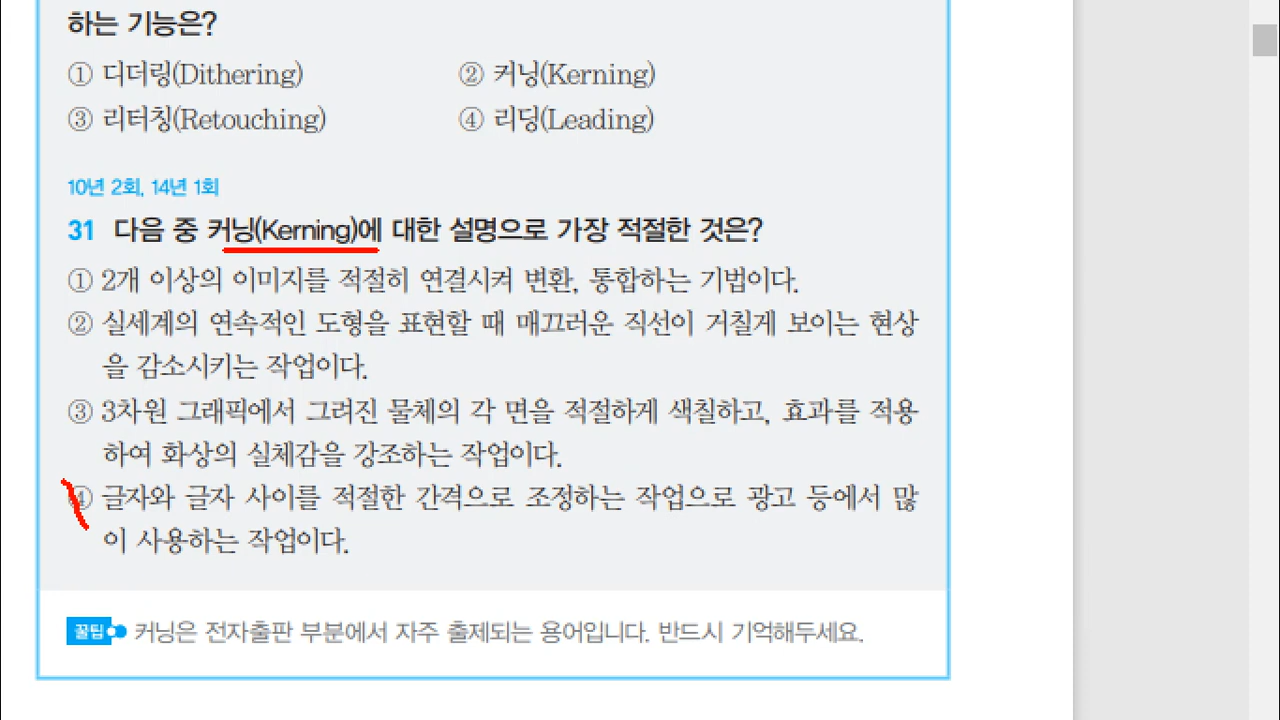 하는 기능은?
① 디더링(Dithering) ② 커닝(Kerning)
③ 리터칭(Retouching) ④ 리딩(Leading)
10년 2회, 14년 1회
31 다음 중 커닝(Kerning)에 대한 설명으로 가장 적절한 것은?
① 2개 이상의 이미지를 적절히 연결시켜 변환, 통합하는 기법이다.
② 실세계의 연속적인 도형을 표현할 때 매끄러운 직선이 거칠게 보이는 현상
을 감소시키는 작업이다.
③ 3차원 그래픽에서 그려진 물체의 각 면을 적절하게 색칠하고, 효과를 적용
하여 화상의 실체감을 강조하는 작업이다.
④ 글자와 글자 사이를 적절한 간격으로 조정하는 작업으로 광고 등에서 많
이 사용하는 작업이다.
꿀팁 커닝은 전자출판 부분에서 자주 출제되는 용어입니다. 반드시 기억해두세요.